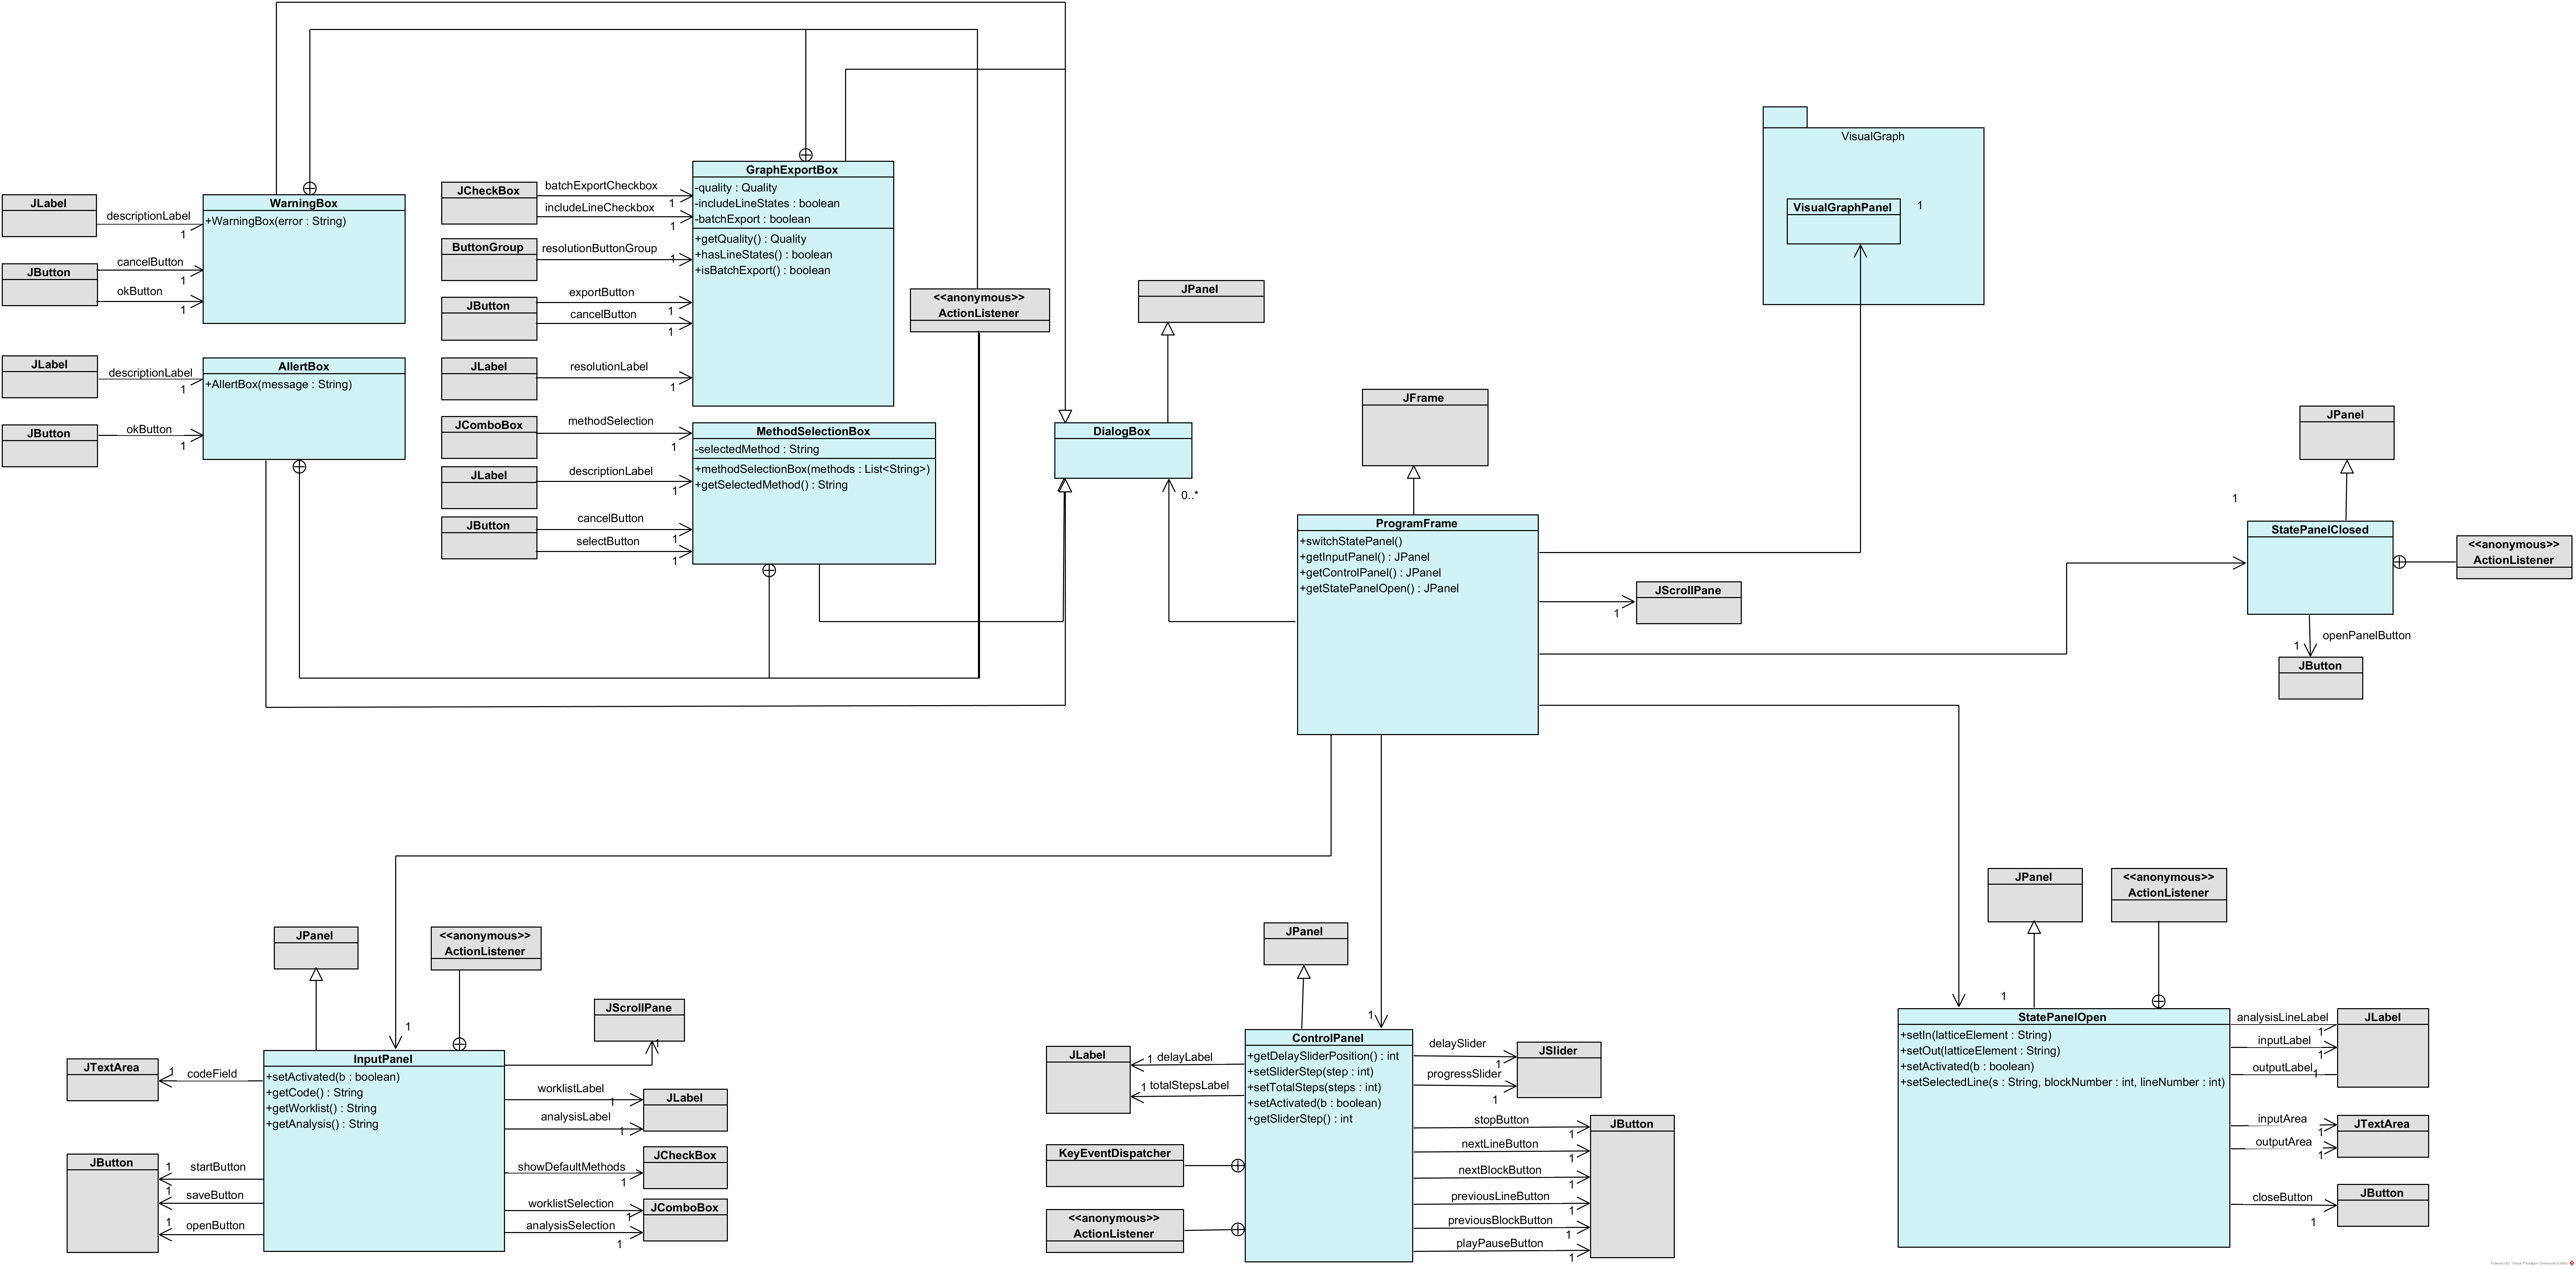 VisualGraph
VisualGraphPanel
1
GraphExportBox
-quality : Quality
-includeLineStates : boolean
-batchExport : boolean
+getQuality() : Quality
+hasLineStates() : boolean
+isBatchExport() : boolean
JCheckBox
batchExportCheckbox
1
includeLineCheckbox
1
ButtonGroup
resolutionButtonGroup
1
JButton
exportButton
1
cancelButton
1
JLabel
resolutionLabel
1
JLabel
descriptionLabel
1
WarningBox
+WarningBox(error : String)
JButton
cancelButton
1
okButton
1
JLabel
descriptionLabel
1
AllertBox
+AllertBox(message : String)
JButton
okButton
1
<<anonymous>>
ActionListener
JComboBox
methodSelection
1
MethodSelectionBox
-selectedMethod : String
+methodSelectionBox(methods : List<String>)
+getSelectedMethod() : String
JLabel
descriptionLabel
1
JButton
cancelButton
1
selectButton
1
JPanel
DialogBox
0..*
JFrame
ProgramFrame
+switchStatePanel()
+getInputPanel() : JPanel
+getControlPanel() : JPanel
+getStatePanelOpen() : JPanel
JScrollPane
1
JPanel
1
StatePanelClosed
<<anonymous>>
ActionListener
openPanelButton
1
JButton
JPanel
<<anonymous>>
ActionListener
JScrollPane
1
1
InputPanel
+setActivated(b : boolean)
+getCode() : String
+getWorklist() : String
+getAnalysis() : String
JTextArea
1
codeField
JButton
1
startButton
1
saveButton
1
openButton
worklistLabel
1
JLabel
analysisLabel
1
showDefaultMethods
1
JCheckBox
worklistSelection
1
JComboBox
analysisSelection
1
JPanel
1
ControlPanel
+getDelaySliderPosition() : int
+setSliderStep(step : int)
+setTotalSteps(steps : int)
+setActivated(b : boolean)
+getSliderStep() : int
JLabel
1
delayLabel
1
totalStepsLabel
KeyEventDispatcher
<<anonymous>>
ActionListener
delaySlider
1
JSlider
progressSlider
1
stopButton
1
JButton
nextLineButton
1
nextBlockButton
1
previousLineButton
1
previousBlockButton
1
playPauseButton
1
JPanel
<<anonymous>>
ActionListener
1
StatePanelOpen
+setIn(latticeElement : String)
+setOut(latticeElement : String)
+setActivated(b : boolean)
+setSelectedLine(s : String, blockNumber : int, lineNumber : int)
analysisLineLabel
1
JLabel
inputLabel
1
outputLabel
1
inputArea
1
JTextArea
outputArea
1
closeButton
1
JButton
Powered By Visual Paradigm Community Edition